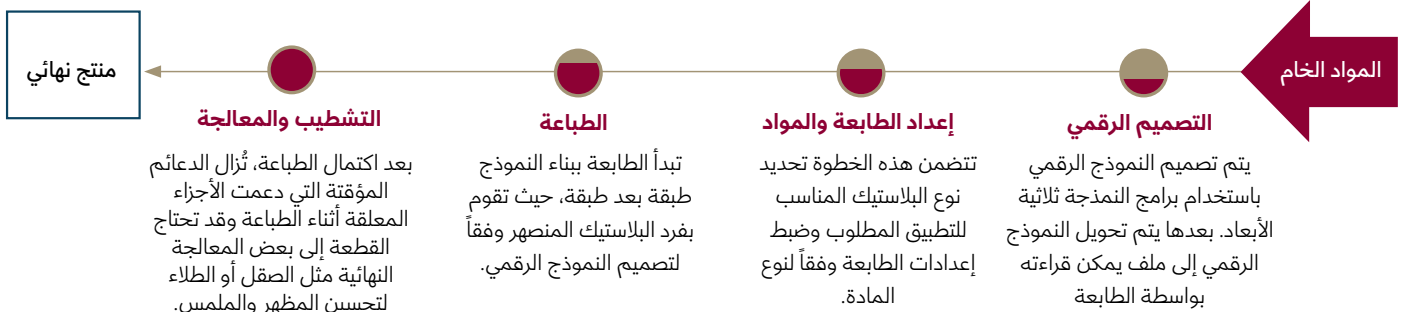 المواد الخام
التصميم الرقمي
يتم تصميم النموذج الرقمي
باستخدام برامج النمذجة ثلاثية
الأبعاد. بعدها يتم تحويل النموذج
الرقمي إلى ملف يمكن قراءته
بواسطة الطابعة
إعداد الطابعة والمواد
تتضمن هذه الخطوة تحديد
نوع البلاستيك المناسب
للتطبيق المطلوب وضبط
إعدادات الطابعة وفقاً لنوع
المادة.
الطباعة
تبدأ الطابعة ببناء النموذج
طبقة بعد طبقة، حيث تقوم
بفرد البلاستيك المنصهر وفقاً
لتصميم النموذج الرقمي.
التشطيب والمعالجة
بعد اكتمال الطباعة، تُزال الدعائم
المؤقتة التي دعمت الأجزاء
المعلقة أثناء الطباعة وقد تحتاج
القطعة إلى بعض المعالجة
النهائية مثل الصقل أو الطلاء
لتحسين المظهر والملمس.
منتج نهائي